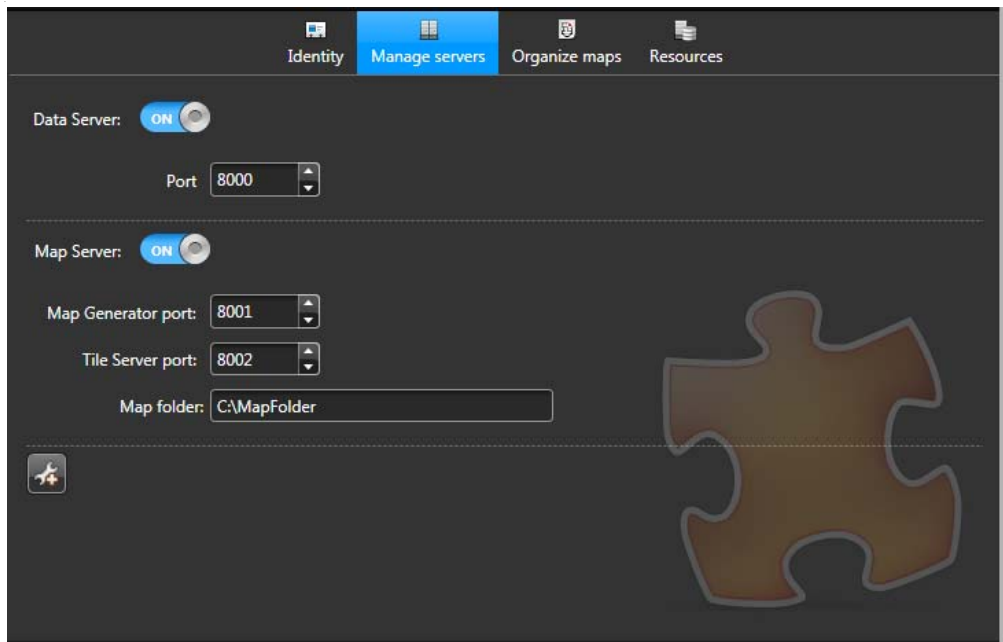 Identity Manage servers Organize maps Resources
Data Server: ON
Port 8000
Map Server: ON
Map Generator port: 8001
Tile Server port: 8002
Map folder: C:\MapFolder